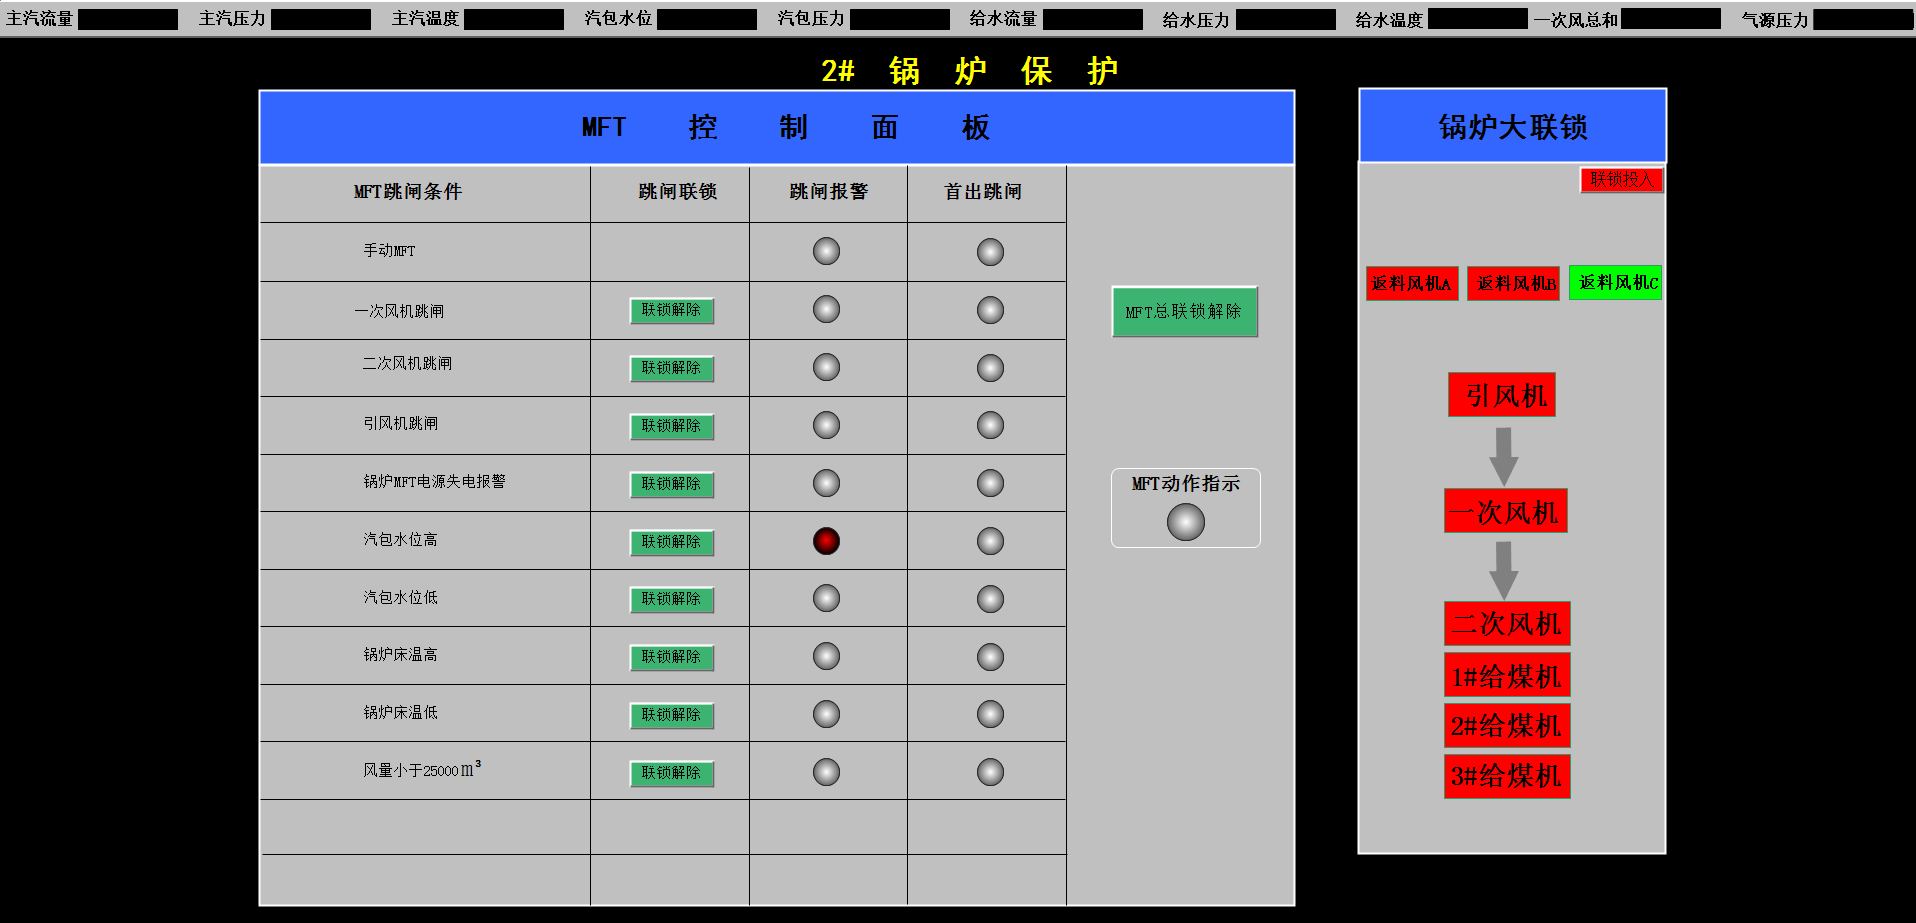 主汽流量 主汽压力 主汽温度 汽包水位 汽包压力 给水流量 给水压力 给水温度 一次风总和 气源压力
2# 锅 炉 保 护
MFT 控 制 面 板
锅炉大联锁
联锁投入
MFT跳闸条件 跳闸联锁 跳闸报警 首出跳闸
手动MFT
返料风机A 返料风机B 返料风机C
一次风机跳闸 联锁解除
MFT总联锁解除
二次风机跳闸 联锁解除
引风机
引风机跳闸 联锁解除
锅炉MFT电源失电报警 联锁解除
MFT动作指示
一次风机
汽包水位高 联锁解除
汽包水位低 联锁解除
二次风机
锅炉床温高 联锁解除
1#给煤机
锅炉床温低 联锁解除
2#给煤机
风量小于25000m³ 联锁解除
3#给煤机